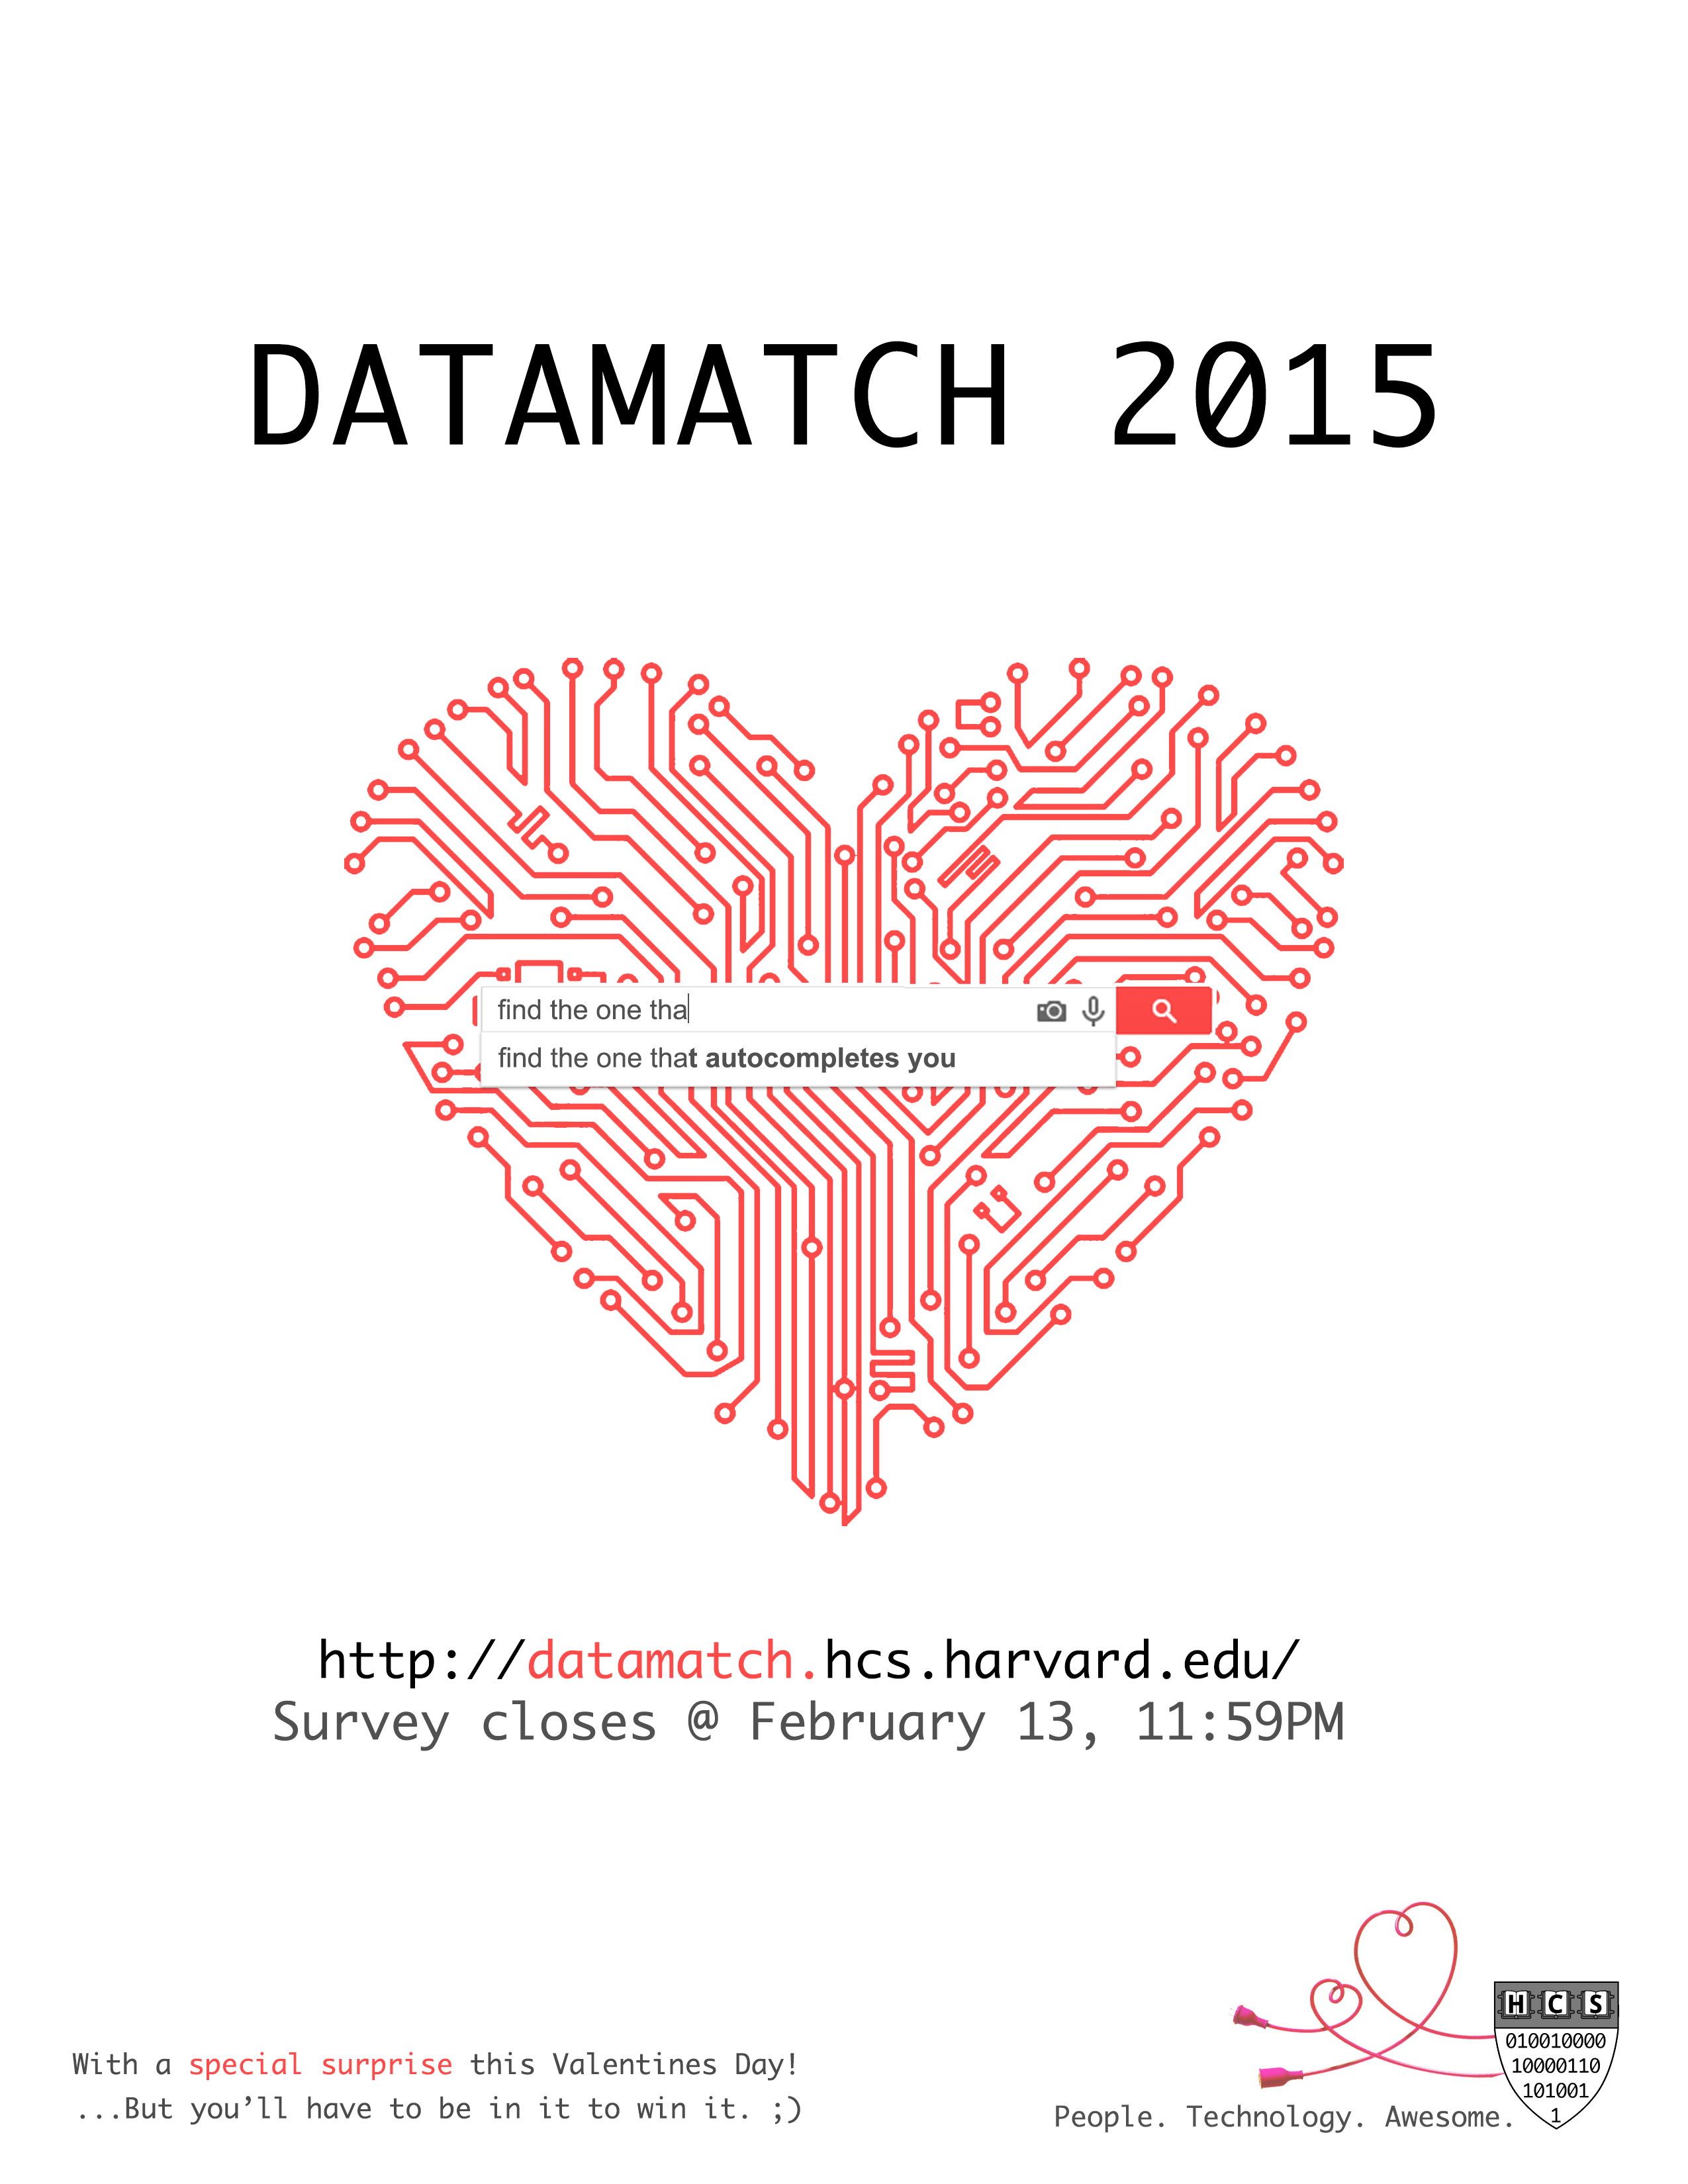 DATAMATCH 2015
find the one tha
find the one that autocompletes you
http://datamatch.hcs.harvard.edu/
Survey closes @ February 13, 11:59PM
With a special surprise this Valentines Day!
...But you’ll have to be in it to win it. ;)
People. Technology. Awesome.
H C S
010010000
10000110
101001
1